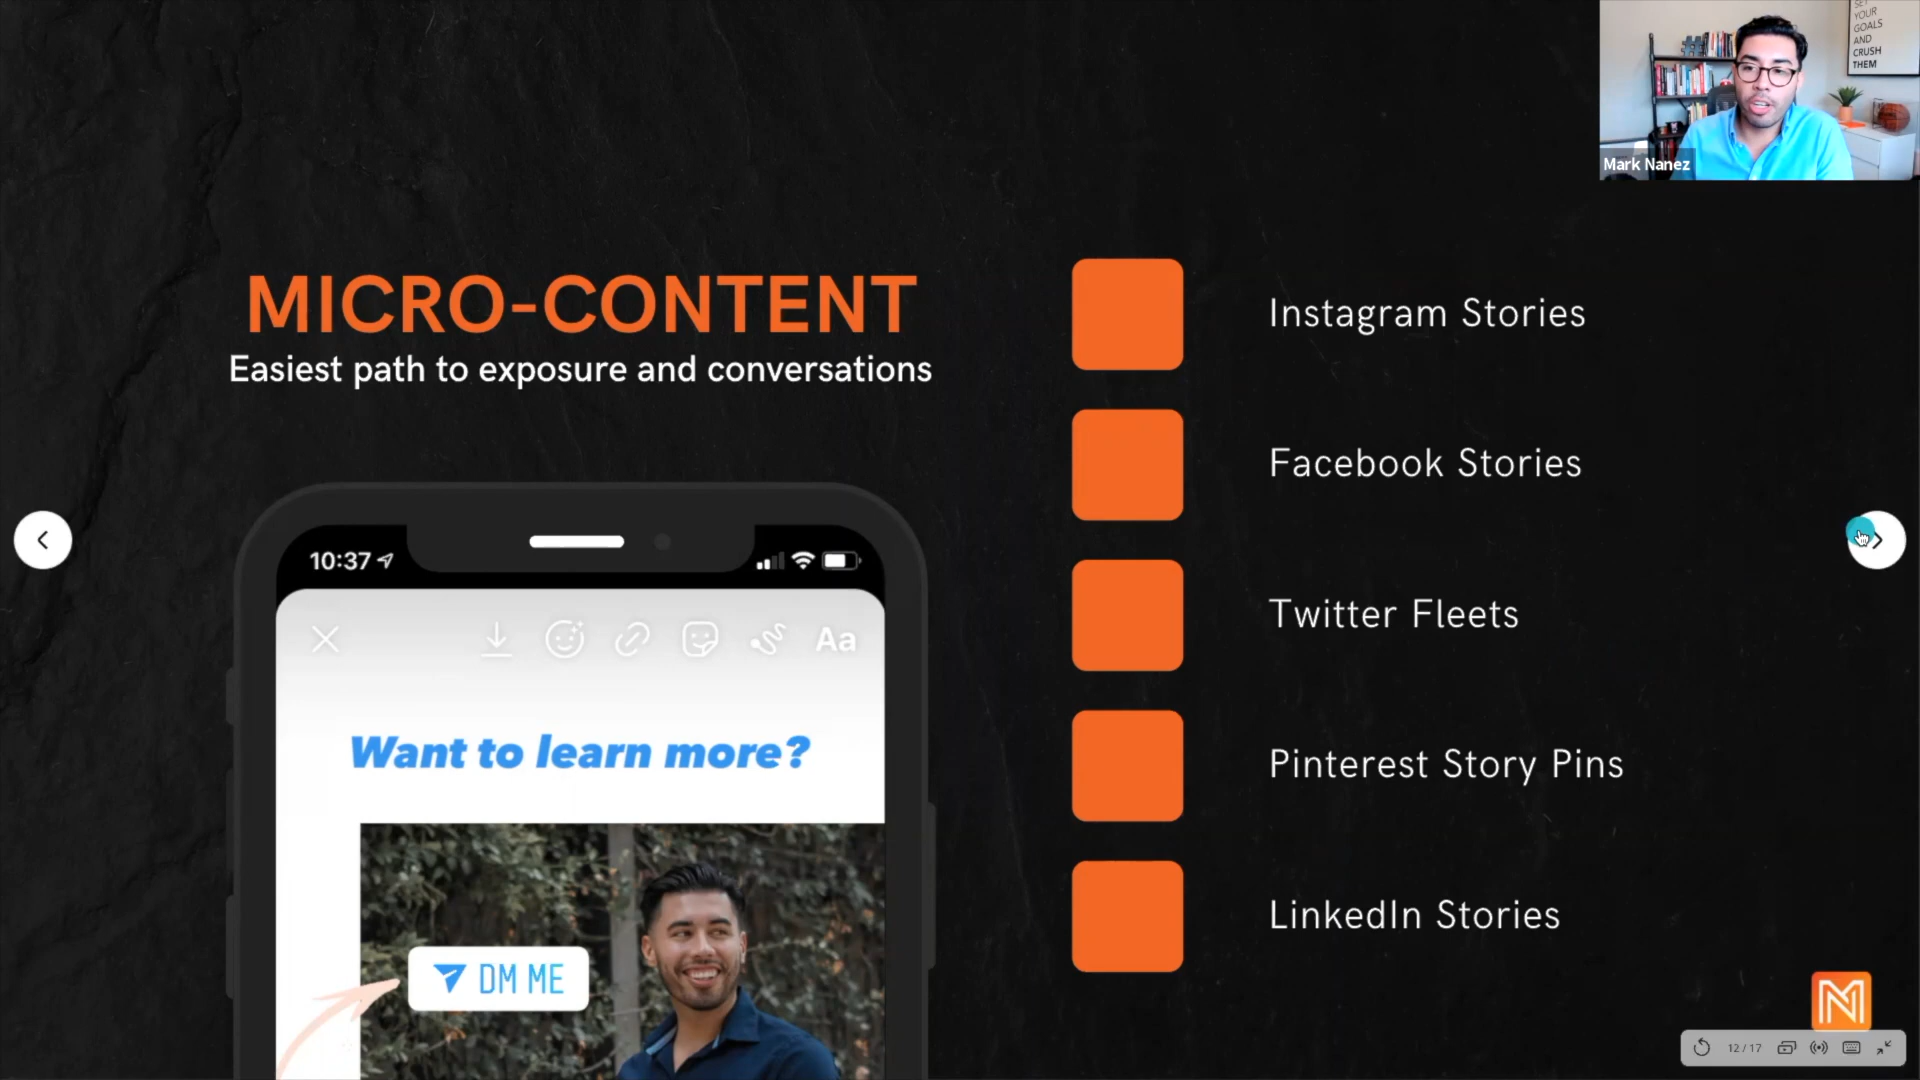 SET
YOUR
GOALS
AND
CRUSH
THEM
Mark Nanez
MICRO-CONTENT
Easiest path to exposure and conversations
10:37
Aa
Want to learn more?
DM ME
Instagram Stories
Facebook Stories
Twitter Fleets
Pinterest Story Pins
LinkedIn Stories
12 / 17